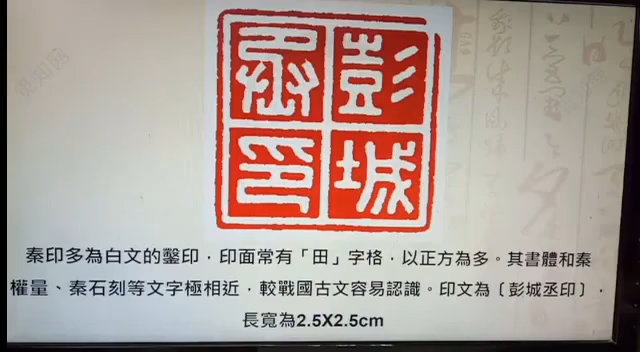 彭城丞印
秦印多為白文的鑿印，印面常有「田」字格，以正方為多。其書體和秦
權量、秦石刻等文字極相近，較戰國古文容易認識。印文為〔彭城丞印〕，
長寬為2.5X2.5cm